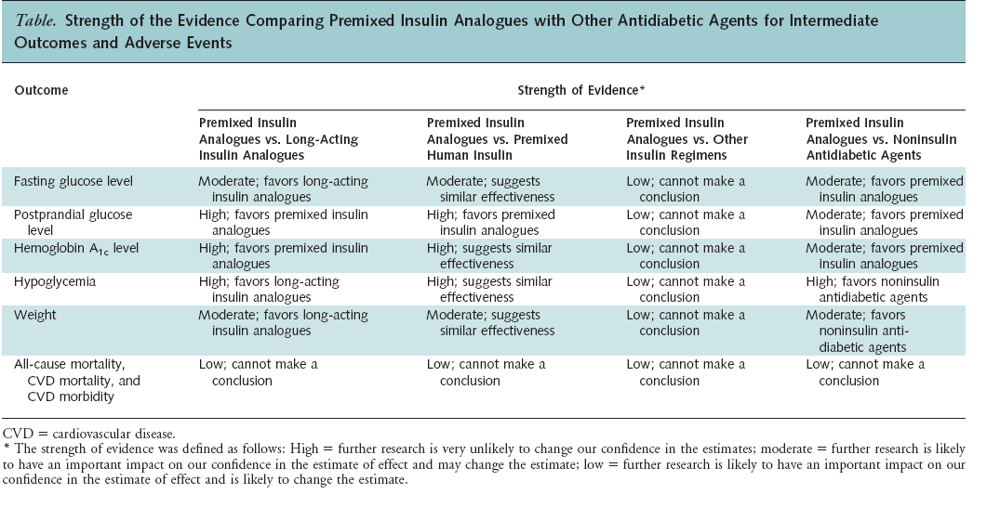 Table. Strength of the Evidence Comparing Premixed Insulin Analogues with Other Antidiabetic Agents for Intermediate
Outcomes and Adverse Events
Outcome
Strength of Evidence*
Premixed Insulin
Analogues vs. Long-Acting
Insulin Analogues
Premixed Insulin
Analogues vs. Premixed
Human Insulin
Premixed Insulin
Analogues vs. Other
Insulin Regimens
Premixed Insulin
Analogues vs. Noninsulin
Antidiabetic Agents
Fasting glucose level
Moderate; favors long-acting
insulin analogues
Moderate; suggests
similar effectiveness
Low; cannot make a
conclusion
Moderate; favors premixed
insulin analogues
Postprandial glucose
level
High; favors premixed insulin
analogues
High; favors premixed
insulin analogues
Low; cannot make a
conclusion
Moderate; favors premixed
insulin analogues
Hemoglobin A1c level
High; favors premixed insulin
analogues
High; suggests similar
effectiveness
Low; cannot make a
conclusion
Moderate; favors premixed
insulin analogues
Hypoglycemia
High; favors long-acting
insulin analogues
High; suggests similar
effectiveness
Low; cannot make a
conclusion
High; favors noninsulin
antidiabetic agents
Weight
Moderate; favors long-acting
insulin analogues
Moderate; suggests
similar effectiveness
Low; cannot make a
conclusion
Moderate; favors
noninsulin anti-
diabetic agents
All-cause mortality,
CVD mortality, and
CVD morbidity
Low; cannot make a
conclusion
Low; cannot make a
conclusion
Low; cannot make a
conclusion
Low; cannot make a
conclusion
CVD = cardiovascular disease.
* The strength of evidence was defined as follows: High = further research is very unlikely to change our confidence in the estimates; moderate = further research is likely
to have an important impact on our confidence in the estimate of effect and may change the estimate; low = further research is likely to have an important impact on our
confidence in the estimate of effect and is likely to change the estimate.